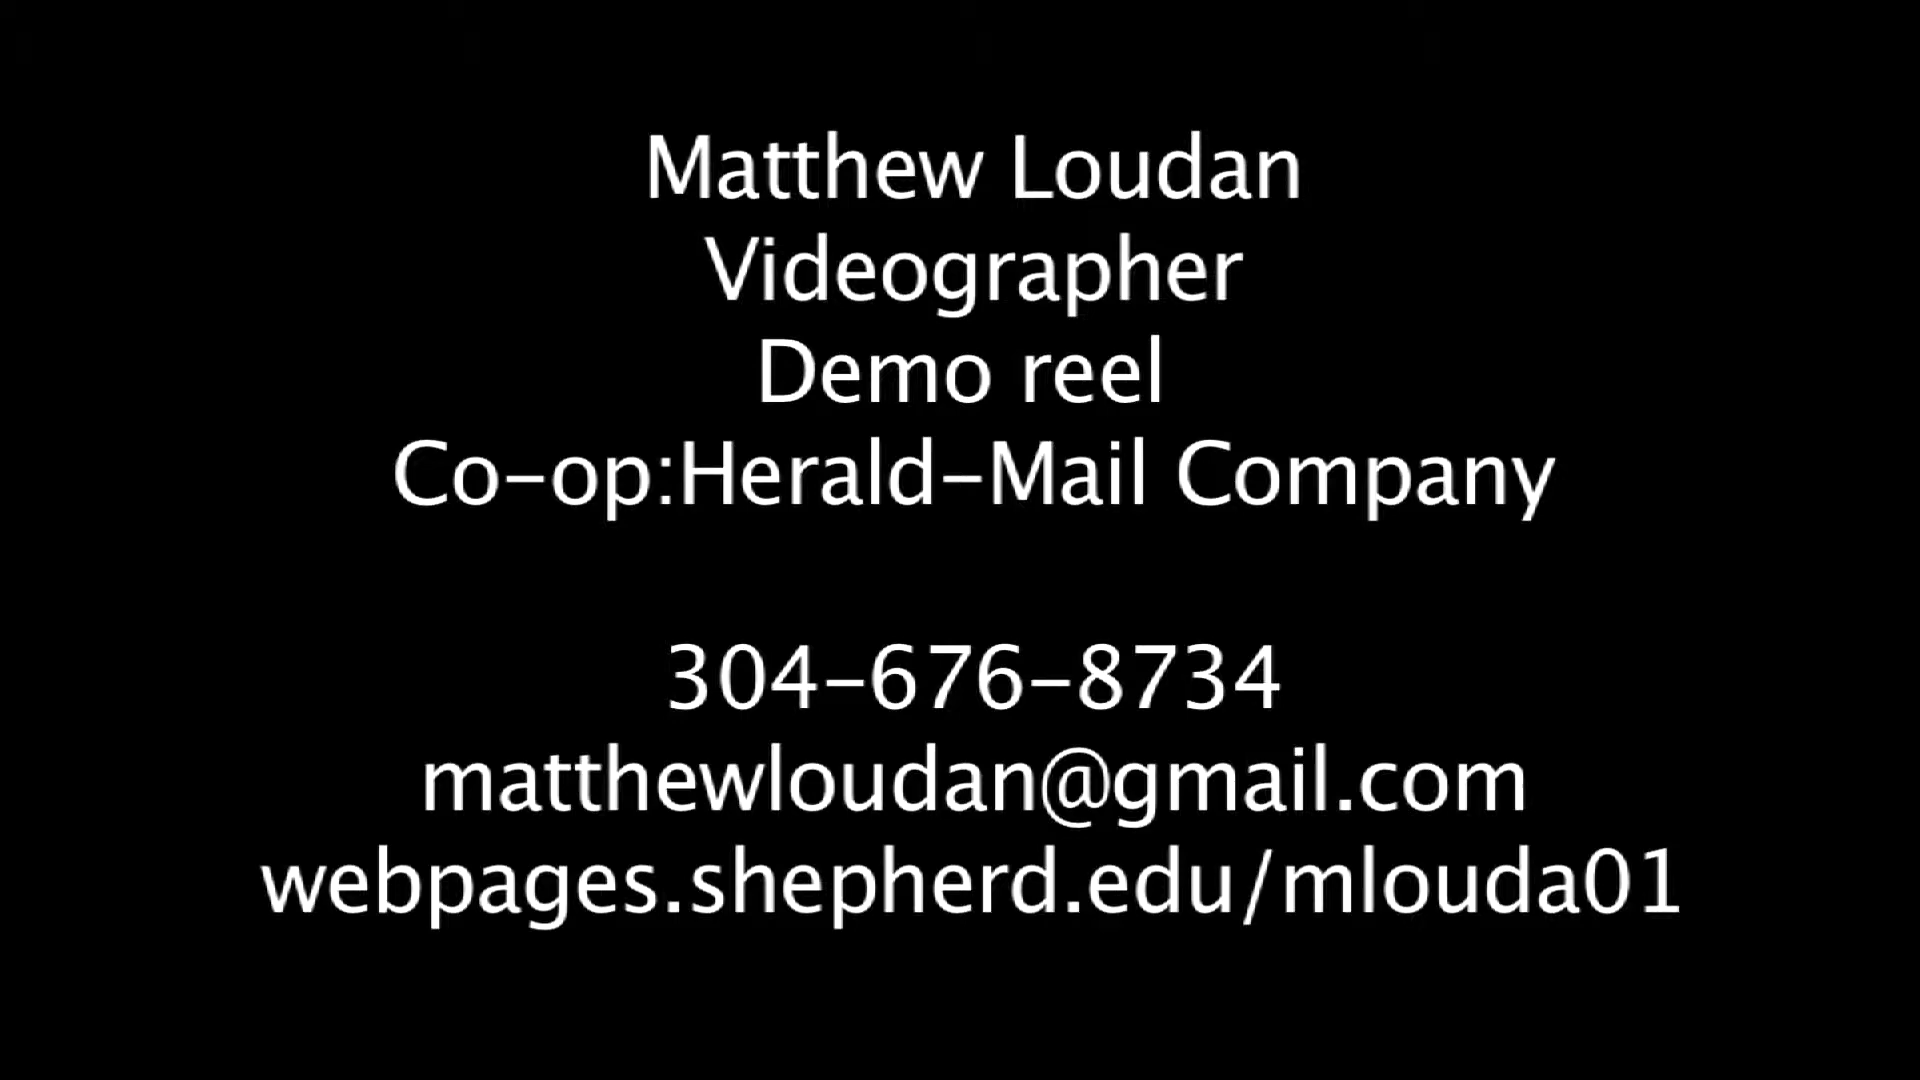 Matthew Loudan
Videographer
Demo reel
Co-op:Herald-Mail Company
304-676-8734
matthewloudan@gmail.com
webpages.shepherd.edu/mlouda01